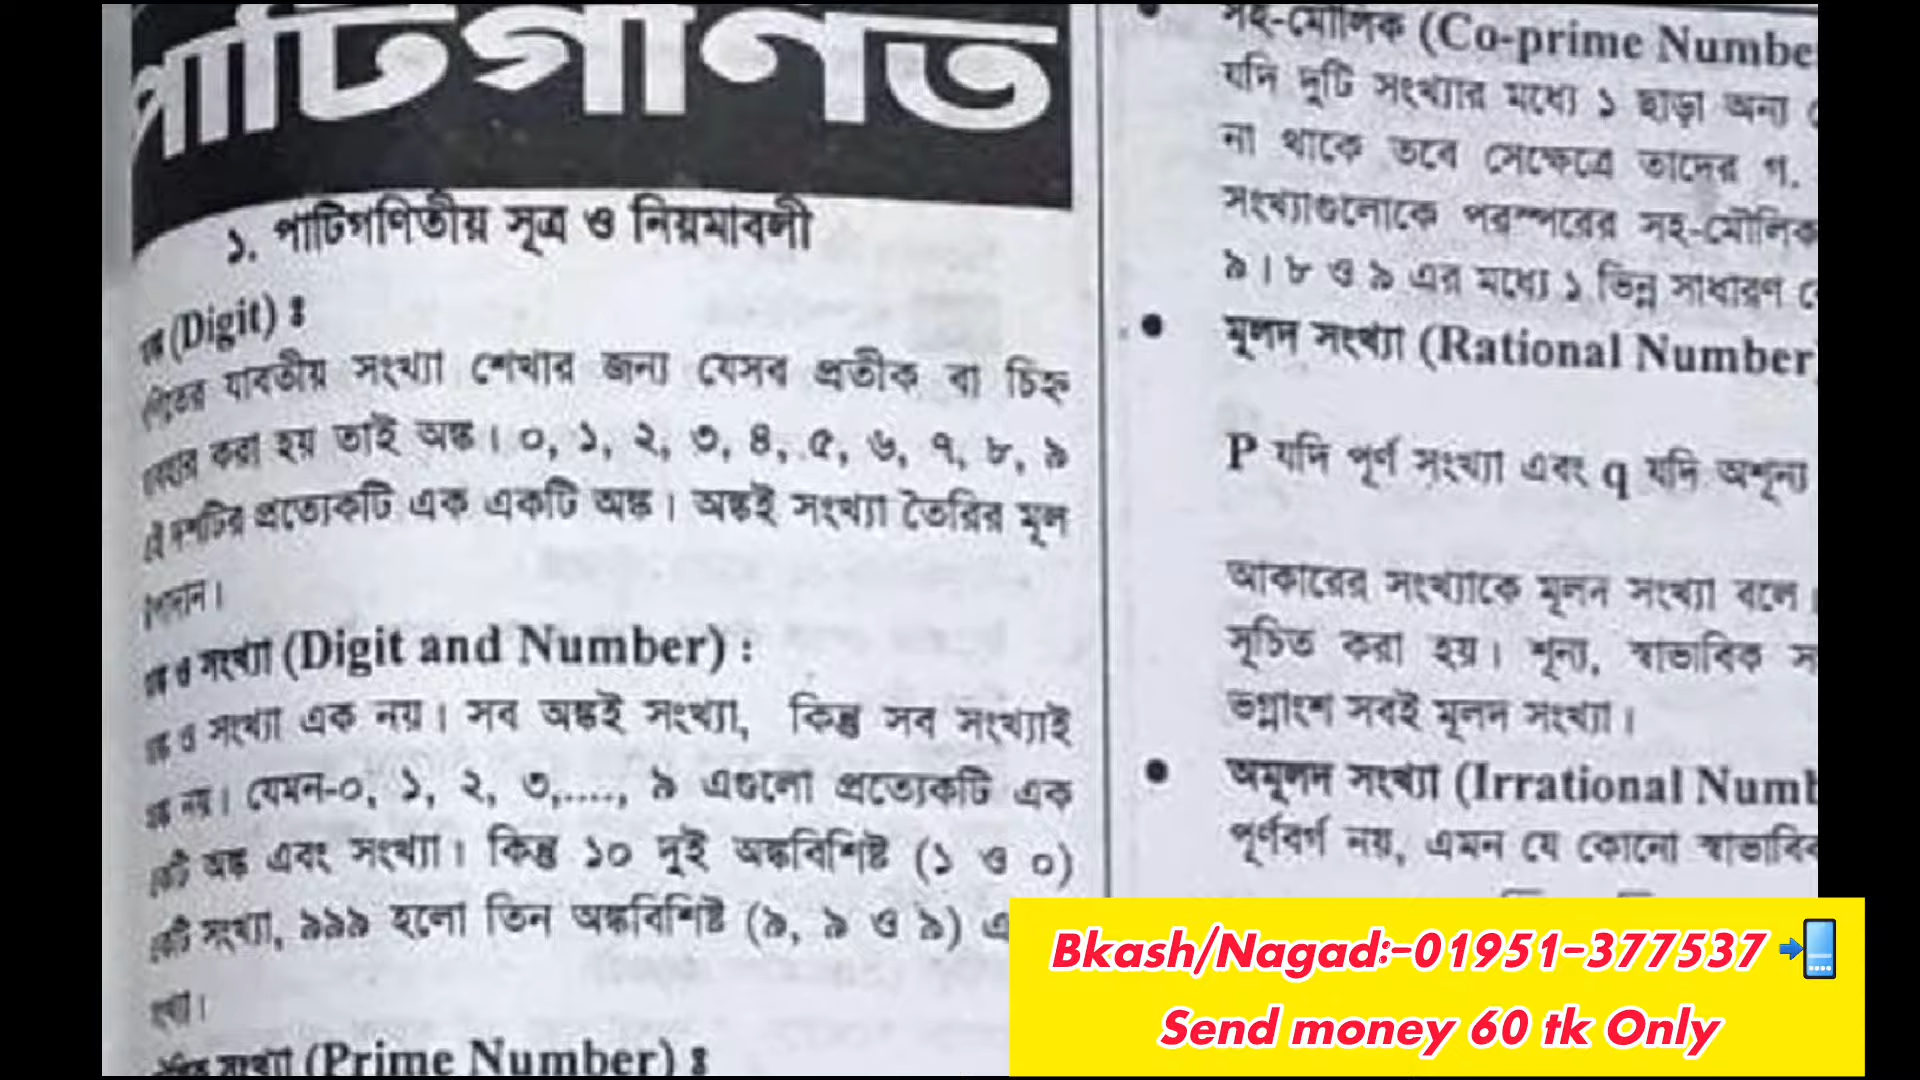 পাটিগণিত
১. পাটিগণিতীয় সূত্র ও নিয়মাবলী
(Digit) :
যাবতীয় সংখ্যা শেখার জন্য যেসব প্রতীক বা চিহ্ন
ব্যবহার করা হয় তাই অঙ্ক। ০, ১, ২, ৩, ৪, ৫, ৬, ৭, ৮, ৯
এই দশটির প্রত্যেকটি এক একটি অঙ্ক। অঙ্কই সংখ্যা তৈরির মূল
উপাদান।
ও সংখ্যা (Digit and Number) :
ও সংখ্যা এক নয়। সব অঙ্কই সংখ্যা, কিন্তু সব সংখ্যাই
নয়। যেমন-০, ১, ২, ৩,...., ৯ এগুলো প্রত্যেকটি এক
অঙ্ক এবং সংখ্যা। কিন্তু ১০ দুই অঙ্কবিশিষ্ট (১ ও ০)
সংখ্যা, ৯৯৯ হলো তিন অঙ্কবিশিষ্ট (৯, ৯ ও ৯)
সংখ্যা (Prime Number) :
সহ-মৌলিক (Co-prime Numbe
যদি দুটি সংখ্যার মধ্যে ১ ছাড়া অন্য
না থাকে তবে সেক্ষেত্রে তাদের গ.
সংখ্যাগুলোকে পরস্পরের সহ-মৌলিক
৯। ৮ ও ৯ এর মধ্যে ১ ভিন্ন সাধারণ
মূলদ সংখ্যা (Rational Number
P যদি পূর্ণ সংখ্যা এবং q যদি অশূন্য
আকারের সংখ্যাকে মূলদ সংখ্যা বলে।
সূচিত করা হয়। শূন্য, স্বাভাবিক স
ভগ্নাংশ সবই মূলদ সংখ্যা।
অমূলদ সংখ্যা (Irrational Numb
পূর্ণবর্গ নয়, এমন যে কোনো স্বাভাবিক
Bkash/Nagad:-01951-377537
Send money 60 tk Only